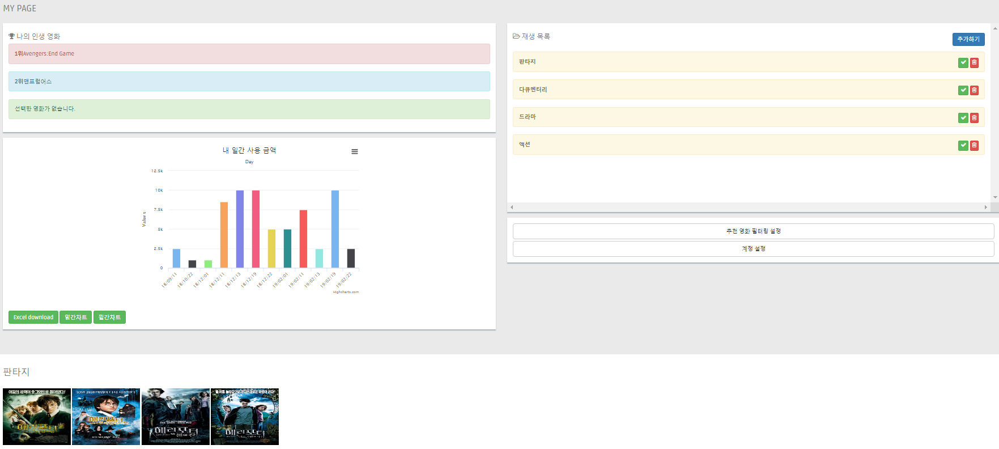 MY PAGE
나의 인생 영화
1위Avengers:End Game
2위맨프럼어스
선택한 영화가 없습니다.
내 일간 사용 금액
Day
Values
12.5k
10k
7.5k
5k
2.5k
0
18/09/11
18/10/22
18/12/01
18/12/11
18/12/13
18/12/19
18/12/22
19/02/01
19/02/11
19/02/13
19/02/19
19/02/22
Highcharts.com
Excel download 일간차트 월간차트
재생 목록
추가하기
판타지
다큐멘터리
드라마
액션
추천 영화 필터링 설정
계정 설정
판타지
해리포터
해리포터
해리포터
해리포터